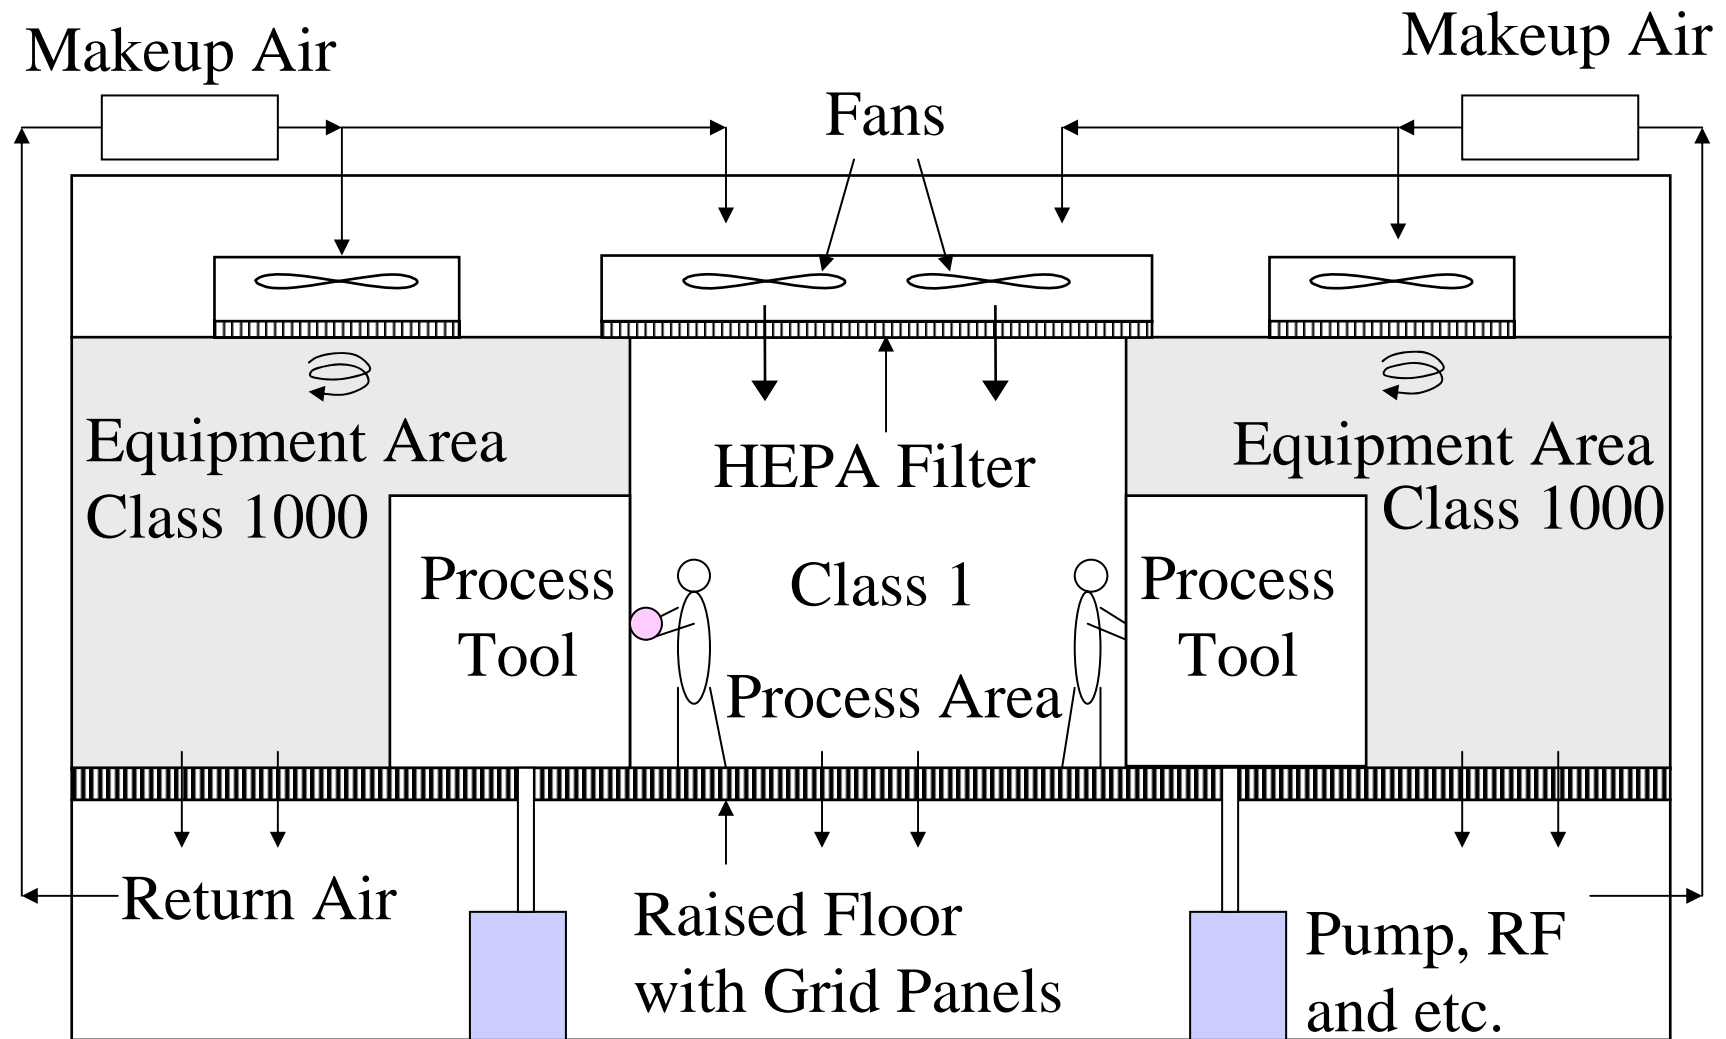 Makeup Air
Makeup Air
Fans
Equipment Area
Class 1000
HEPA Filter
Equipment Area
Class 1000
Process
Tool
Class 1
Process Area
Process
Tool
Return Air
Raised Floor
with Grid Panels
Pump, RF
and etc.